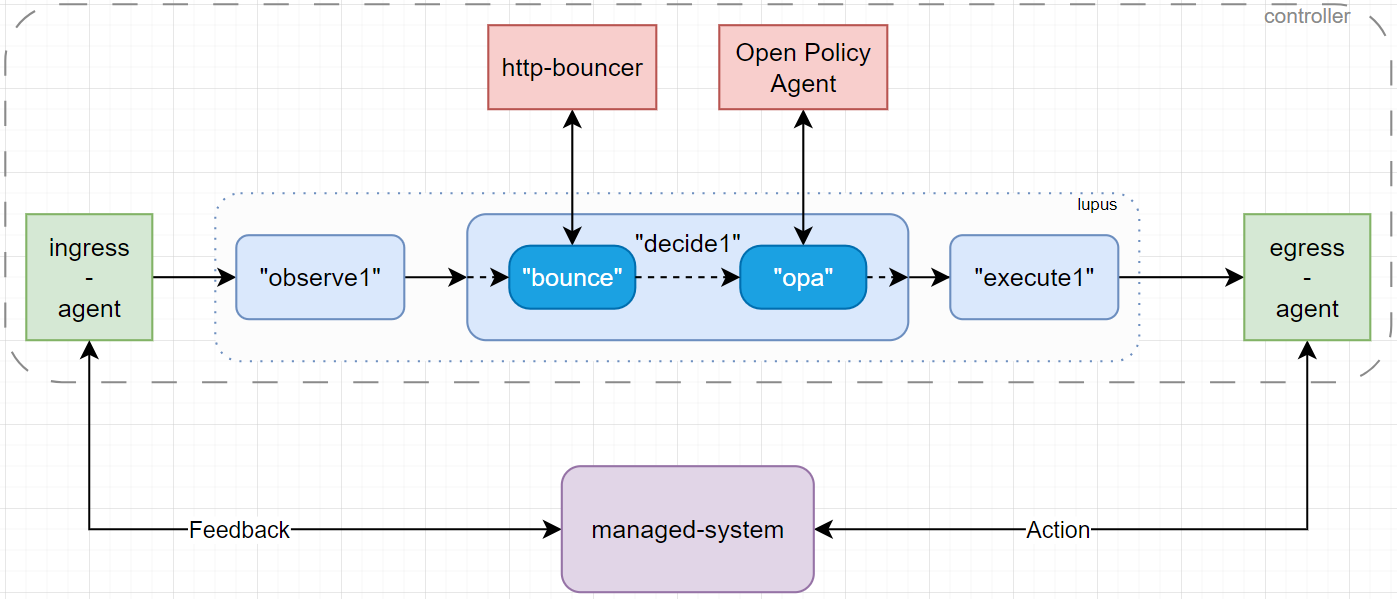 controller
http-bouncer
Open Policy
Agent
lupus
ingress
-
agent
"observe1"
"decide1"
"bounce"
"opa"
"execute1"
egress
-
agent
Feedback
managed-system
Action